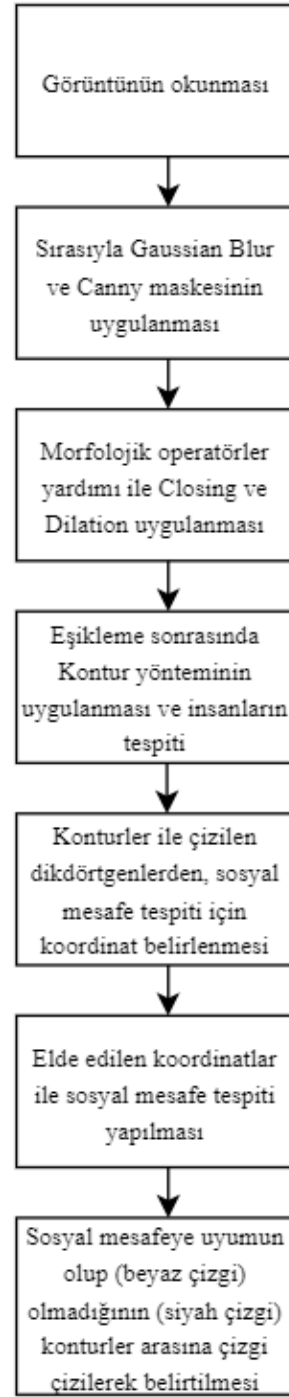 Görüntünün okunması
Sırasıyla Gaussian Blur
ve Canny maskesinin
uygulanması
Morfolojik operatörler
yardımı ile Closing ve
Dilation uygulanması
Eşikleme sonrasında
Kontur yönteminin
uygulanması ve insanların
tespiti
Konturler ile çizilen
dikdörtgenlerden, sosyal
mesafe tespiti için
koordinat belirlenmesi
Elde edilen koordinatlar
ile sosyal mesafe tespiti
yapılması
Sosyal mesafeye uyumun
olup (beyaz çizgi)
olmadığının (siyah çizgi)
konturler arasına çizgi
çizilerek belirtilmesi